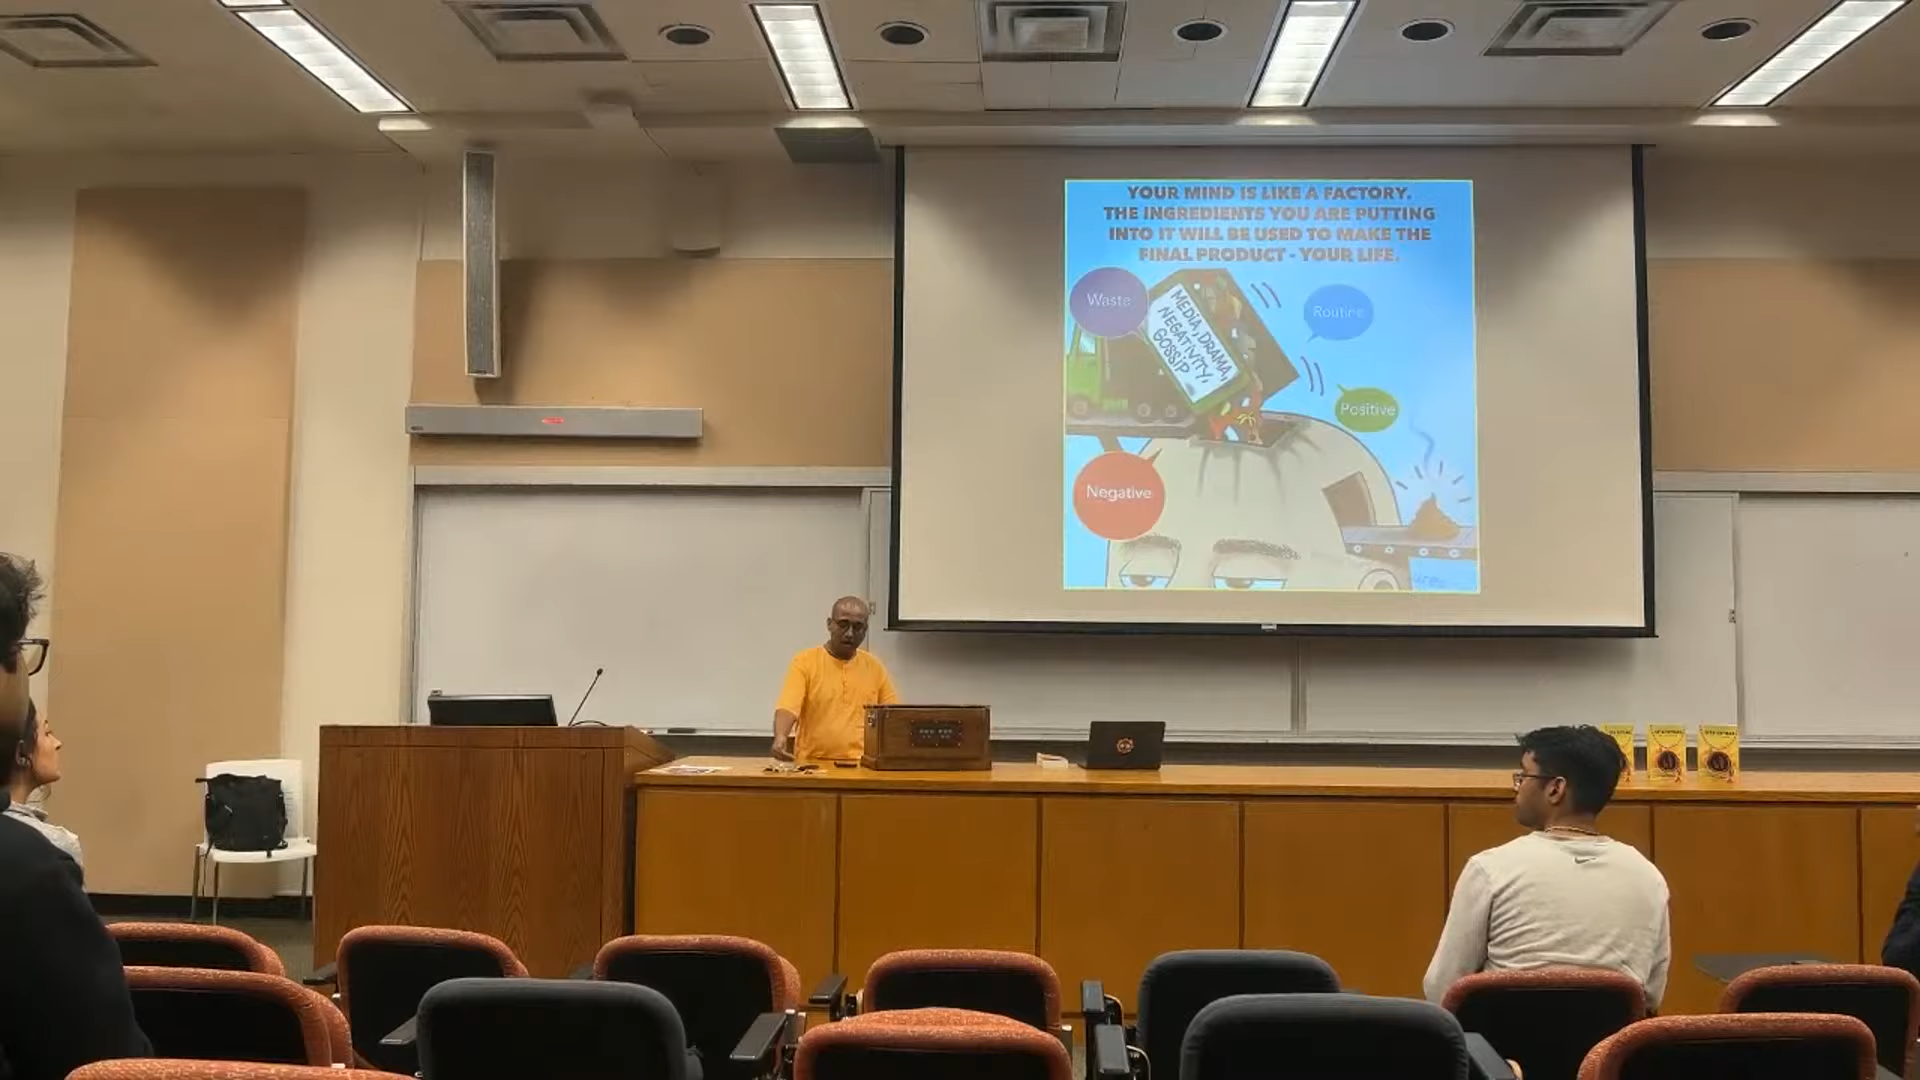 YOUR MIND IS LIKE A FACTORY.
THE INGREDIENTS YOU ARE PUTTING
INTO IT WILL BE USED TO MAKE THE
FINAL PRODUCT - YOUR LIFE.
Waste
MEDIA, DRAMA,
NEGATIVITY,
GOSSIP
Routine
Positive
Negative